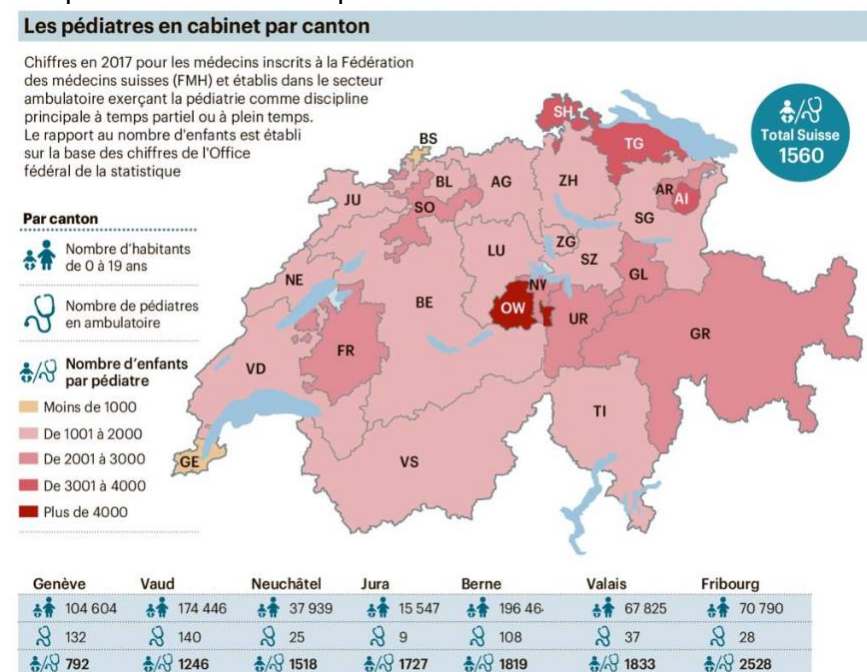 Les pédiatres en cabinet par canton
Chiffres en 2017 pour les médecins inscrits à la Fédération
des médecins suisses (FMH) et établis dans le secteur
ambulatoire exerçant la pédiatrie comme discipline
principale à temps partiel ou à plein temps.
Le rapport au nombre d'enfants est établi
sur la base des chiffres de l'Office
fédéral de la statistique
Total Suisse
1560
Par canton
Nombre d'habitants
de 0 à 19 ans
Nombre de pédiatres
en ambulatoire
Nombre d'enfants
par pédiatre
Moins de 1000
De 1001 à 2000
De 2001 à 3000
De 3001 à 4000
Plus de 4000
SH
BS
TG
BL
AG
ZH
AR
AI
JU
SO
SG
LU
ZG
SZ
NE
BE
NW
GL
OW
UR
GR
VD
FR
TI
GE
VS
Genève Vaud Neuchâtel Jura Berne Valais Fribourg
104 604 174 446 37 939 15 547 196 46 67 825 70 790
132 140 25 9 108 37 28
792 1246 1518 1727 1819 1833 2528